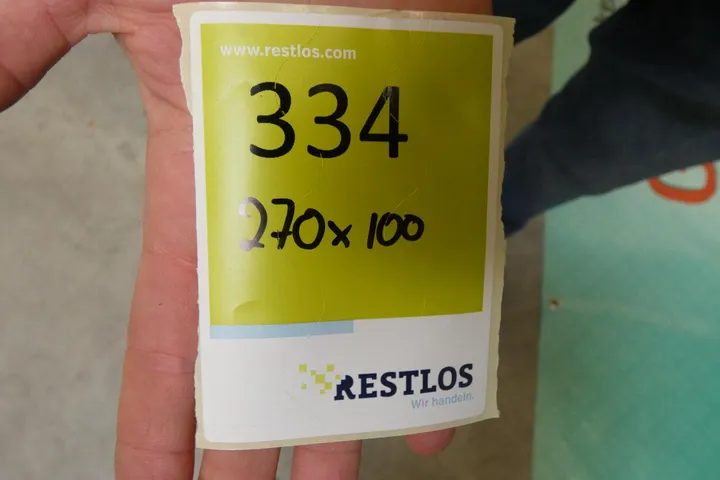 www.restlos.com
334
270x100
RESTLOS
Wir handeln.